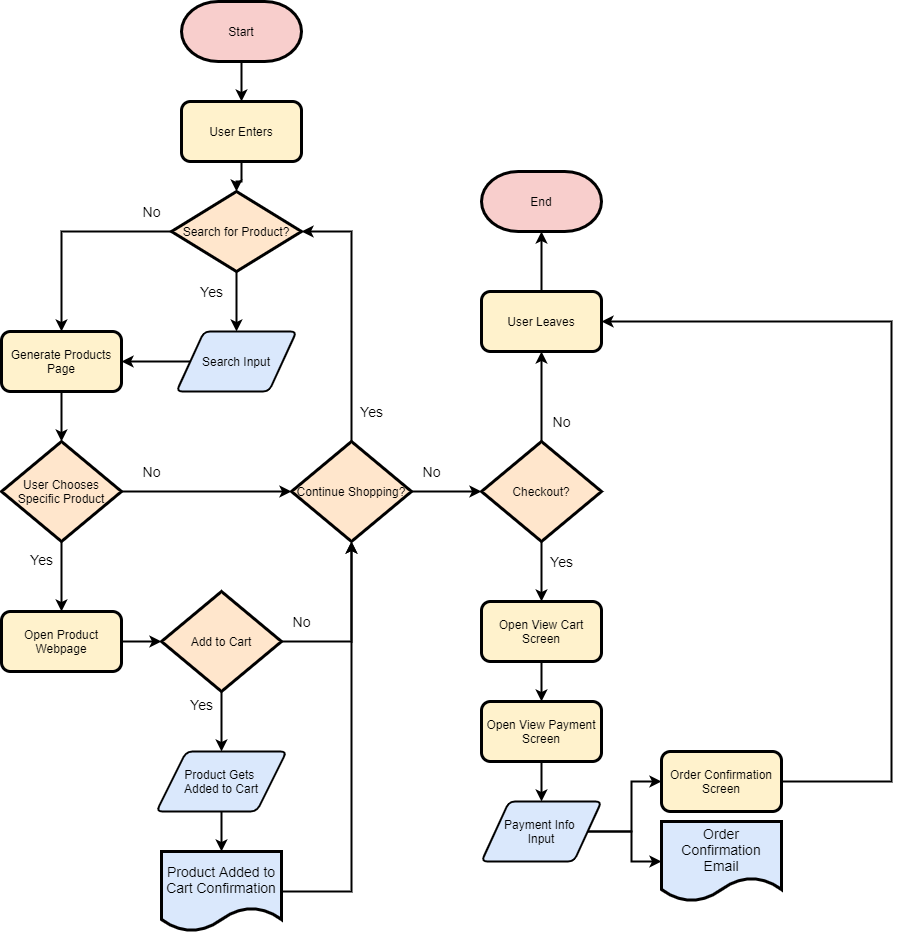 Start
User Enters
No
Search for Product?
Yes
Generate Products
Page
Search Input
User Chooses
Specific Product
No
Yes
Open Product
Webpage
Add to Cart
No
Yes
Product Gets
Added to Cart
Product Added to
Cart Confirmation
Yes
Continue Shopping?
No
End
User Leaves
No
Checkout?
Yes
Open View Cart
Screen
Open View Payment
Screen
Payment Info
Input
Order Confirmation
Screen
Order
Confirmation
Email